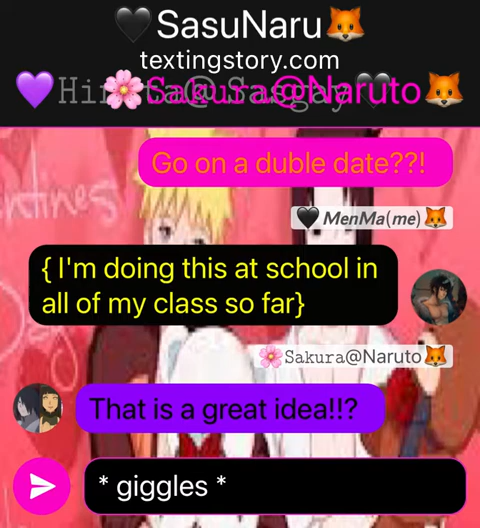 🖤SasuNaru🦊
textingstory.com
🌸Sakura@Naruto🦊
Go on a duble date??!
🖤MenMa(me)🦊
{ I'm doing this at school in
all of my class so far}
🌸Sakura@Naruto🦊
That is a great idea!!?
* giggles *